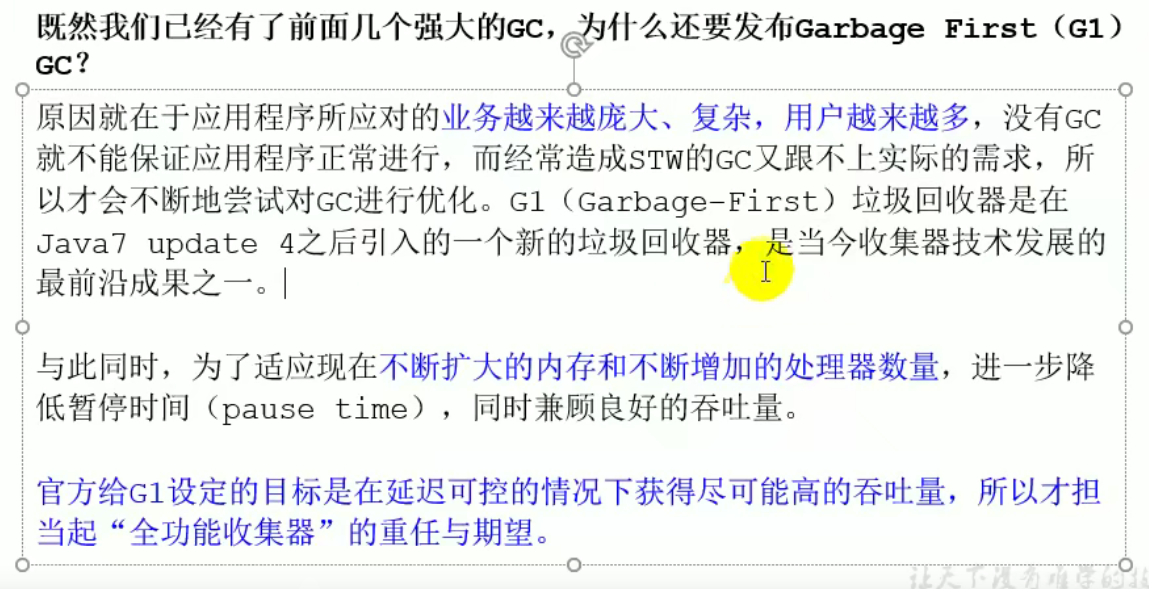 既然我们已经有了前面几个强大的GC，为什么还要发布Garbage First（G1）
GC？
原因就在于应用程序所应对的业务越来越庞大、复杂，用户越来越多，没有GC
就不能保证应用程序正常进行，而经常造成STW的GC又跟不上实际的需求，所
以才会不断地尝试对GC进行优化。G1（Garbage-First）垃圾回收器是在
Java7 update 4之后引入的一个新的垃圾回收器，是当今收集器技术发展的
最前沿成果之一。
与此同时，为了适应现在不断扩大的内存和不断增加的处理器数量，进一步降
低暂停时间（pause time），同时兼顾良好的吞吐量。
官方给G1设定的目标是在延迟可控的情况下获得尽可能高的吞吐量，所以才担
当起“全功能收集器”的重任与期望。
让天下没有难学的技